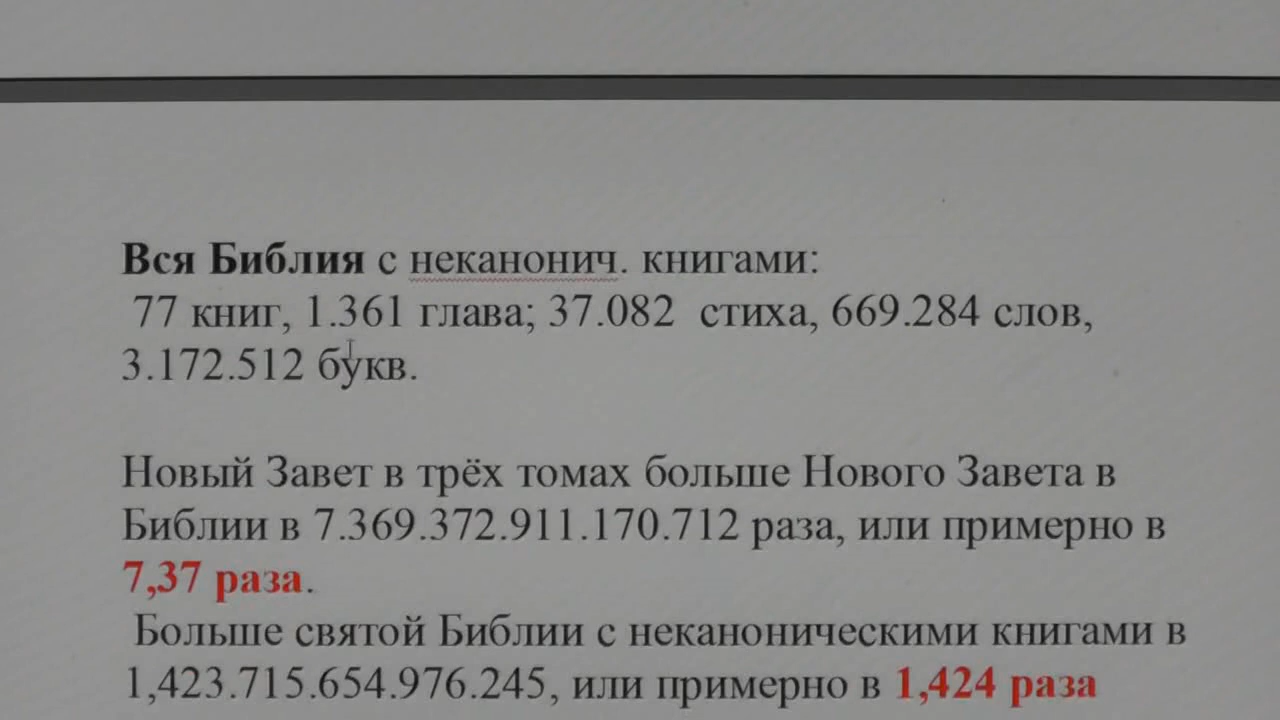 Вся Библия с неканонич. книгами:
77 книг, 1.361 глава; 37.082 стиха, 669.284 слов,
3.172.512 букв.
Новый Завет в трёх томах больше Нового Завета в
Библии в 7.369.372.911.170.712 раза, или примерно в
7,37 раза.
Больше святой Библии с неканоническими книгами в
1,423.715.654.976.245, или примерно в 1,424 раза